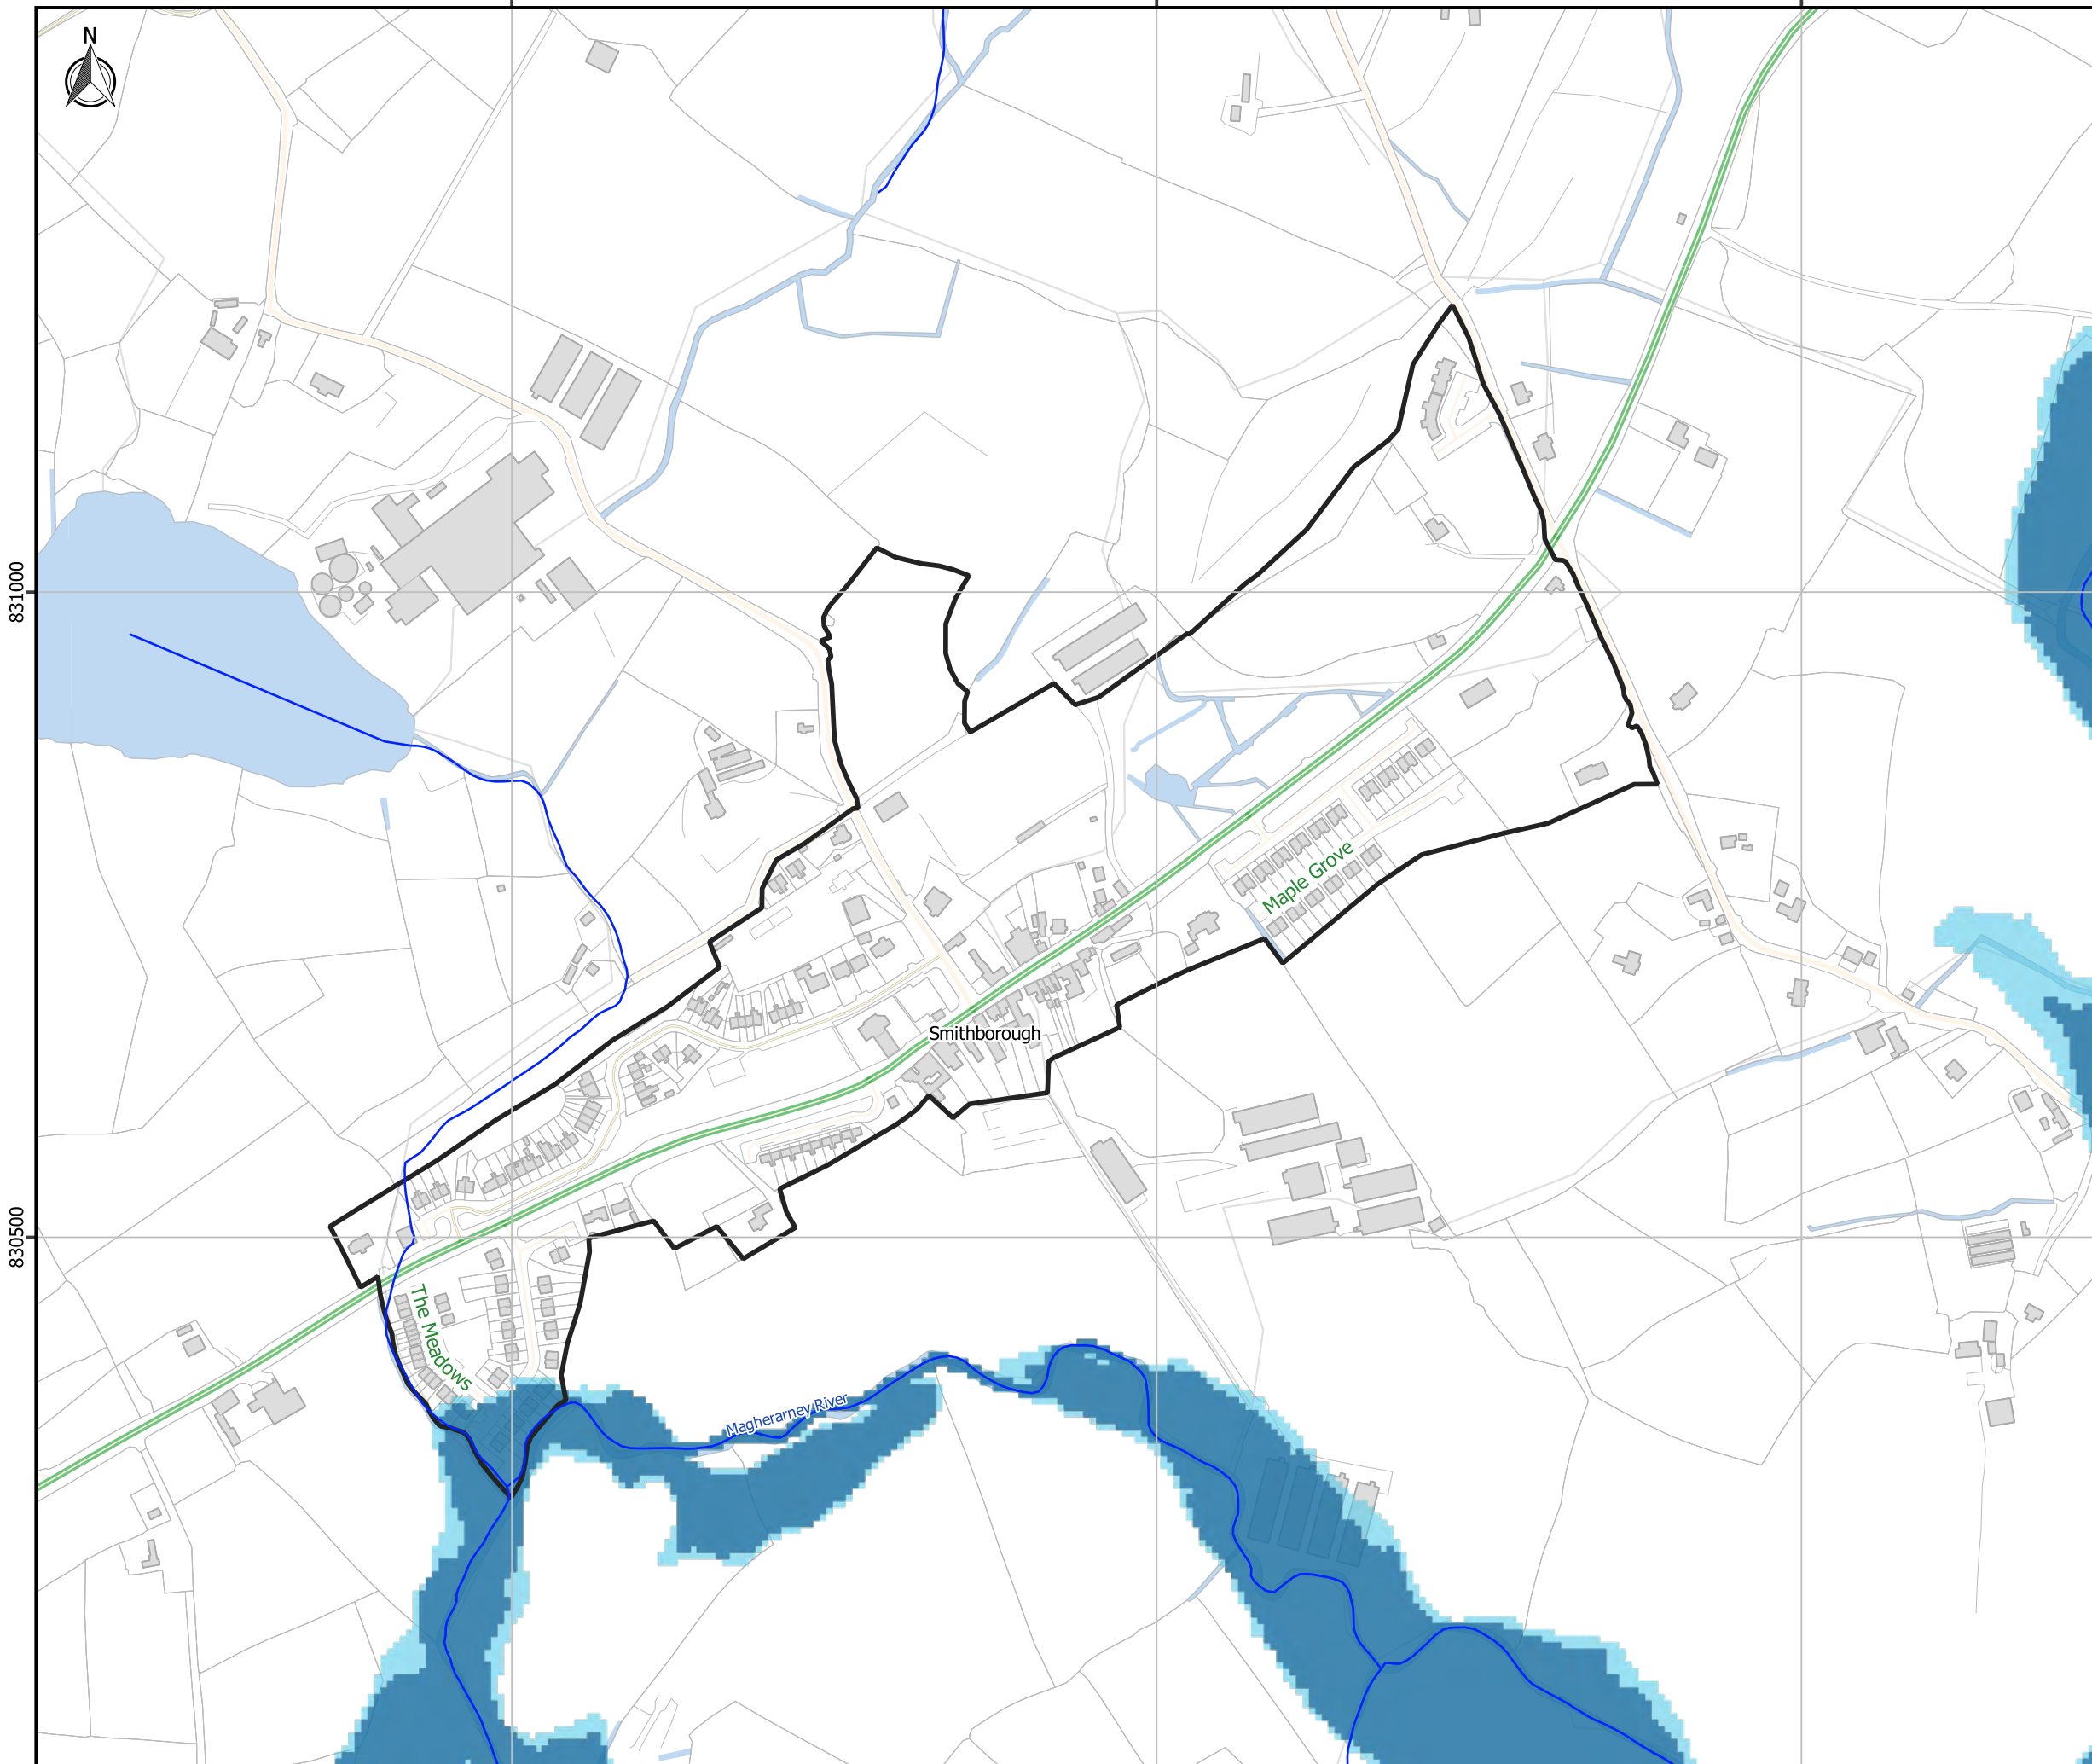 N
831000
Maple Grove
Smithborough
830500
The Meadows
Magherarney River